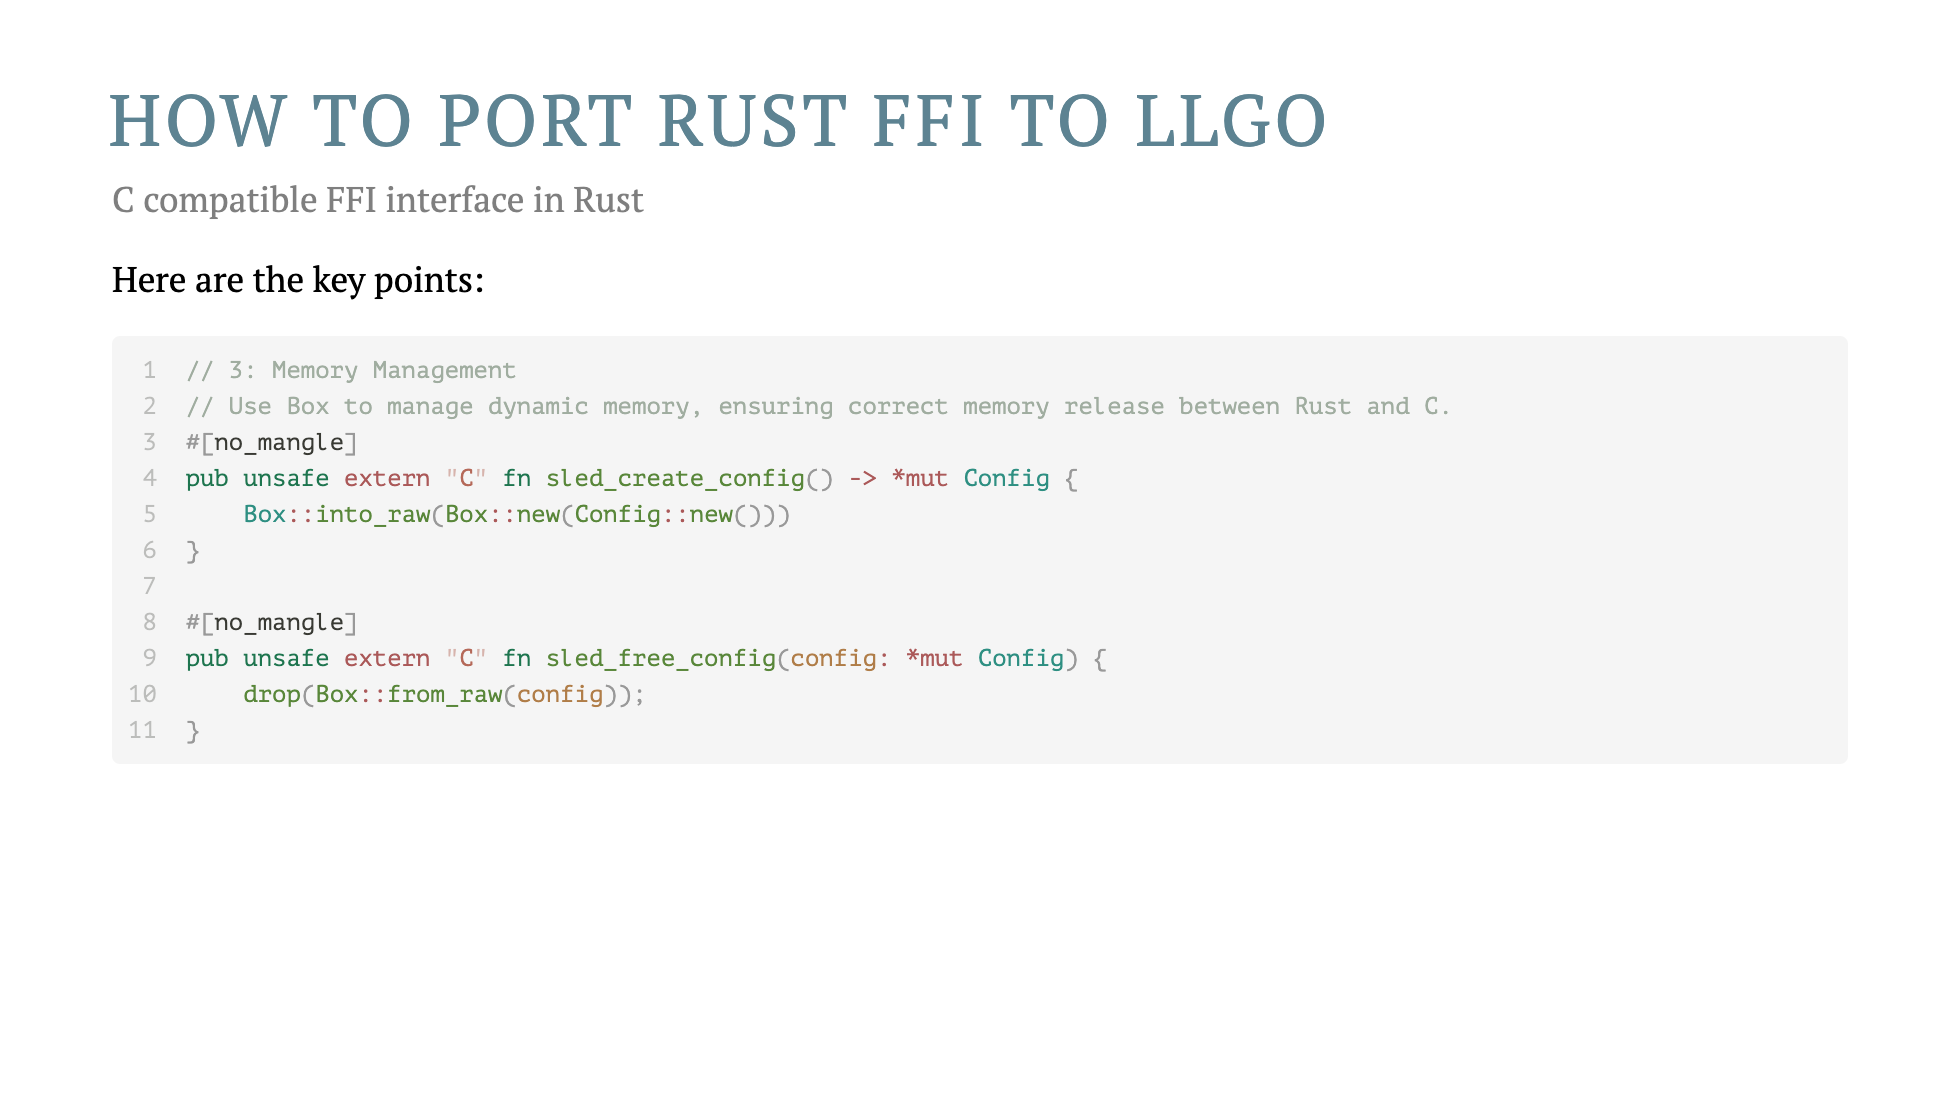 HOW TO PORT RUST FFI TO LLGO
C compatible FFI interface in Rust
Here are the key points:
1 // 3: Memory Management
2 // Use Box to manage dynamic memory, ensuring correct memory release between Rust and C.
3 #[no_mangle]
4 pub unsafe extern "C" fn sled_create_config() -> *mut Config {
5     Box::into_raw(Box::new(Config::new()))
6 }
7
8 #[no_mangle]
9 pub unsafe extern "C" fn sled_free_config(config: *mut Config) {
10     drop(Box::from_raw(config));
11 }